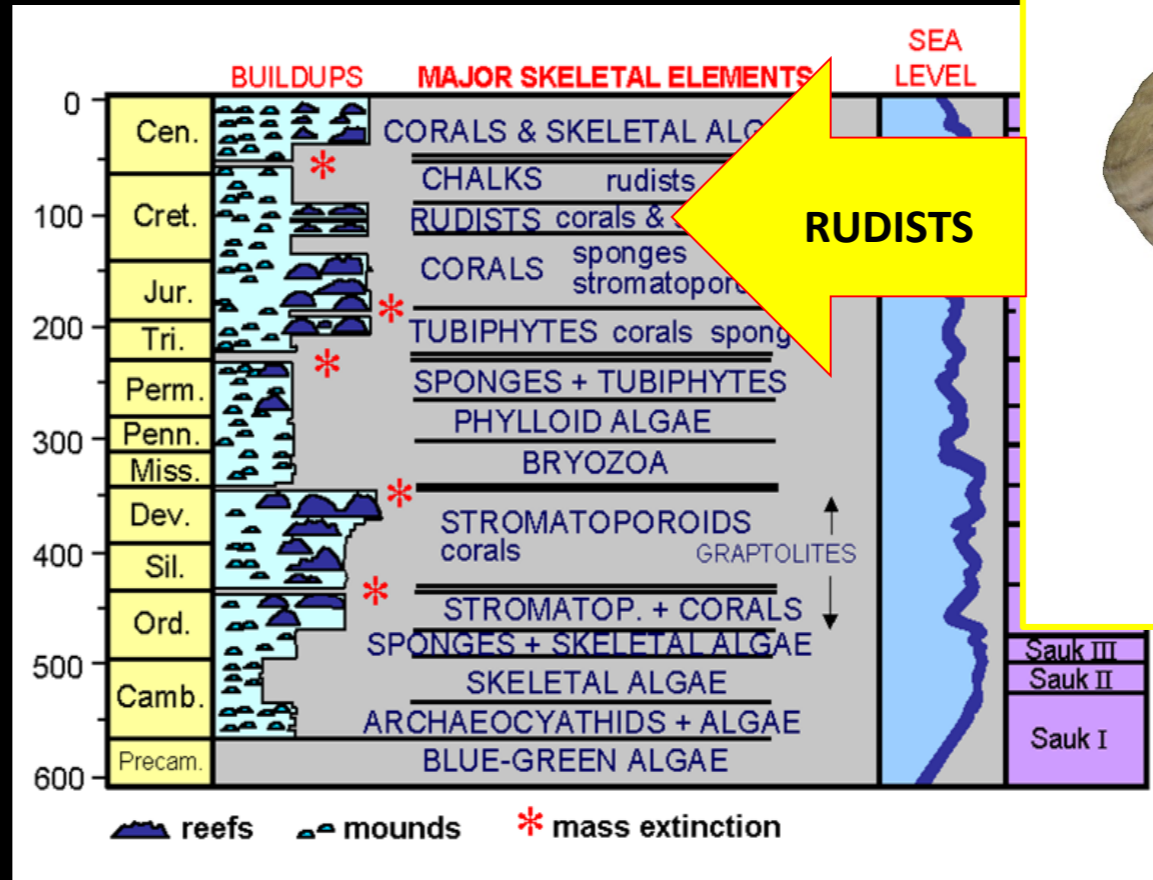 SEA
LEVEL
BUILDUPS MAJOR SKELETAL ELEMENTS
0
100
200
300
400
500
600
Cen.
Cret.
Jur.
Tri.
Perm.
Penn.
Miss.
Dev.
Sil.
Ord.
Camb.
Precam.
CORALS & SKELETAL
CHALKS rudists
RUDISTS corals &
CORALS sponges
TUBIPHYTES corals
SPONGES + TUBIPHYTES
PHYLLOID ALGAE
BRYOZOA
STROMATOPOROIDS
corals GRAPTOLITES
STROMATOP. + CORALS
SPONGES + SKELETAL ALGAE
SKELETAL ALGAE
ARCHAEOCYATHIDS + ALGAE
BLUE-GREEN ALGAE
RUDISTS
Sauk III
Sauk II
Sauk I
reefs mounds * mass extinction